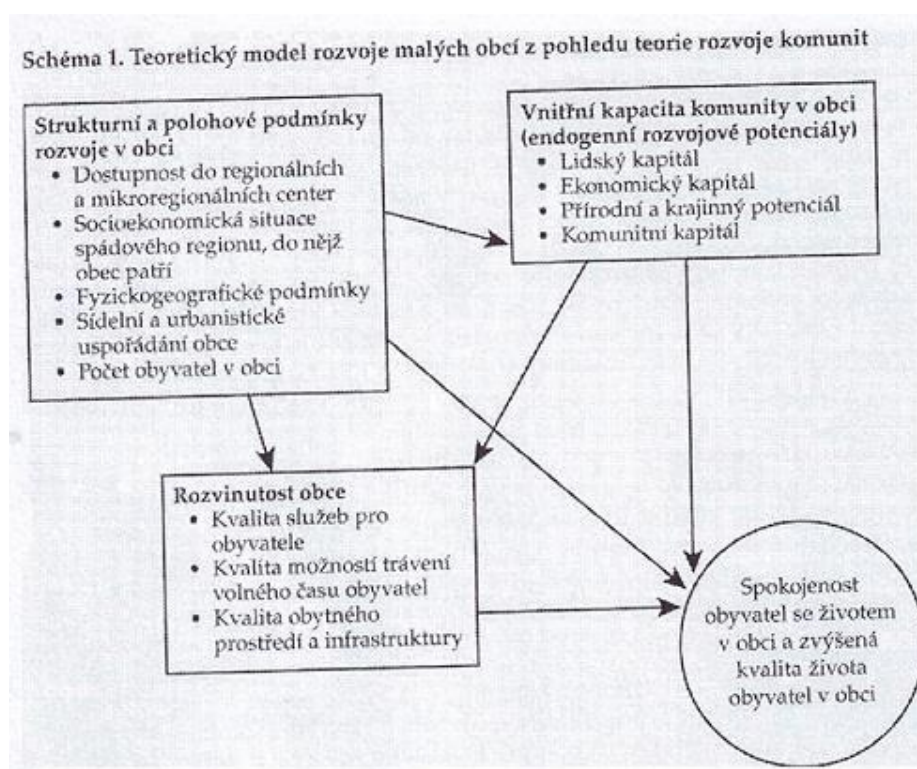 Schéma 1. Teoretický model rozvoje malých obcí z pohledu teorie rozvoje komunit
Strukturní a polohové podmínky
rozvoje v obci
• Dostupnost do regionálních
a mikroregionálních center
• Socioekonomická situace
spádového regionu, do nějž
obec patří
• Fyzickogeografické podmínky
• Sídelní a urbanistické
uspořádání obce
• Počet obyvatel v obci
Vnitřní kapacita komunity v obci
(endogenní rozvojové potenciály)
• Lidský kapitál
• Ekonomický kapitál
• Přírodní a krajinný potenciál
• Komunitní kapitál
Rozvinutost obce
• Kvalita služeb pro
obyvatele
• Kvalita možností trávení
volného času obyvatel
• Kvalita obytného
prostředí a infrastruktury
Spokojenost
obyvatel se životem
v obci a zvýšená
kvalita života
obyvatel v obci